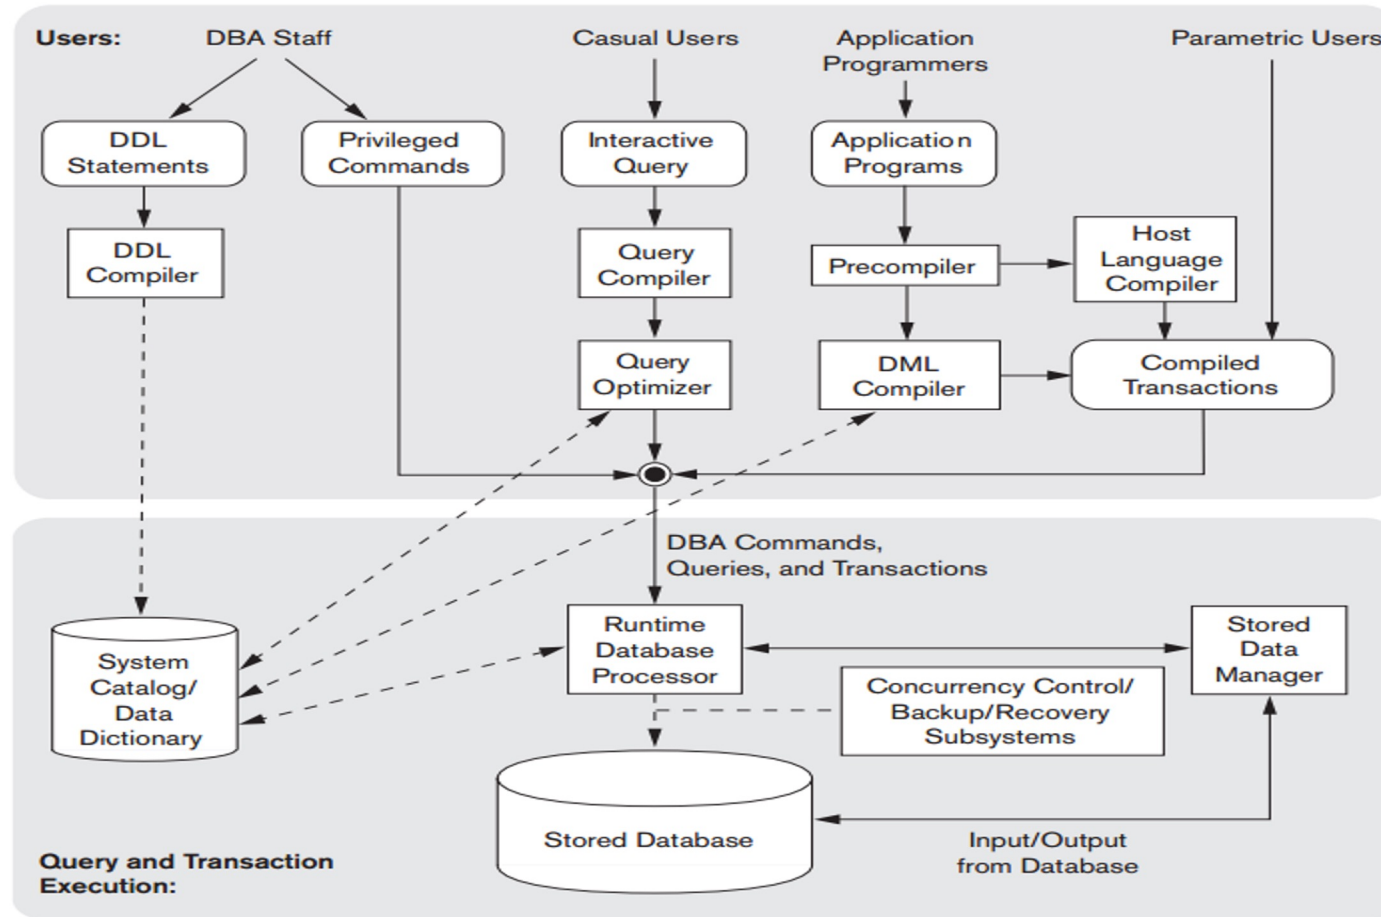 Users:
DBA Staff
Casual Users
Application
Programmers
Parametric Users
DDL
Statements
Privileged
Commands
Interactive
Query
Application
Programs
DDL
Compiler
Query
Compiler
Precompiler
Host
Language
Compiler
Query
Optimizer
DML
Compiler
Compiled
Transactions
DBA Commands,
Queries, and Transactions
System
Catalog/
Data
Dictionary
Runtime
Database
Processor
Stored
Data
Manager
Concurrency Control/
Backup/Recovery
Subsystems
Stored Database
Input/Output
from Database
Query and Transaction
Execution: